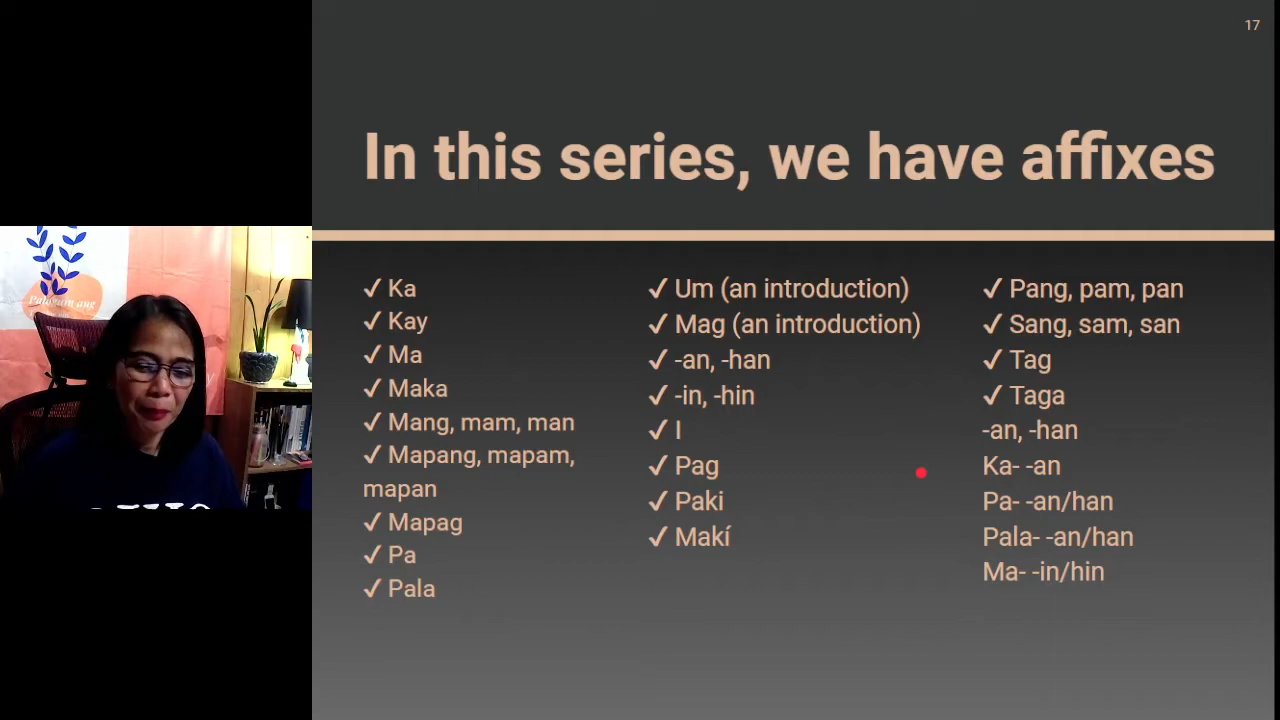 17
In this series, we have affixes
✓ Ka
✓ Kay
✓ Ma
✓ Maka
✓ Mang, mam, man
✓ Mapang, mapam,
mapan
✓ Mapag
✓ Pa
✓ Pala
✓ Um (an introduction)
✓ Mag (an introduction)
✓ -an, -han
✓ -in, -hin
✓ I
✓ Pag
✓ Paki
✓ Makí
✓ Pang, pam, pan
✓ Sang, sam, san
✓ Tag
✓ Taga
-an, -han
Ka- -an
Pa- -an/han
Pala- -an/han
Ma- -in/hin